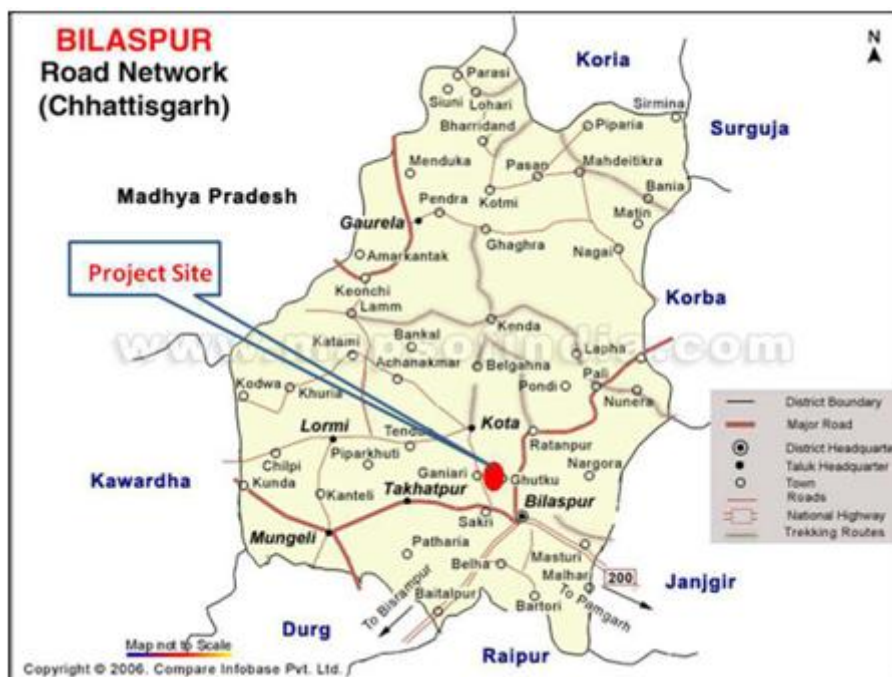 BILASPUR
Road Network
(Chhattisgarh)
N
Koria
Surguja
Madhya Pradesh
Project Site
Korba
Kawardha
Durg
Raipur
Janjgir
Parasi
Siuni
Lohari
Bharridand
Sirmina
Piparia
Menduka
Pasan
Mahdeitikra
Kotmi
Bania
Pendra
Matin
Gaurela
Ghaghra
Nagai
Amarkantak
Keonchi
Lamm
Kenda
Katami
Bankal
Lapha
Achanakmar
Belgahna
Kodwa
Khuria
Pondi
Pali
Nunera
Lormi
Kota
Ratanpur
Chilpi
Piparkhuti
Ganiari
Ghutku
Nargora
Kunda
Kanteli
Takhatpur
Bilaspur
Sakri
Mungeli
Patharia
Masturi
Belha
Malhar
200
Baitalpur
Bartori
To Bisrampur
To Pamgarh
District Boundary
Major Road
District Headquarte
Taluk Headquarter
Town
Roads
National Highway
Trekking Routes
Map not to Scale
Copyright © 2006. Compare Infobase Pvt. Ltd.